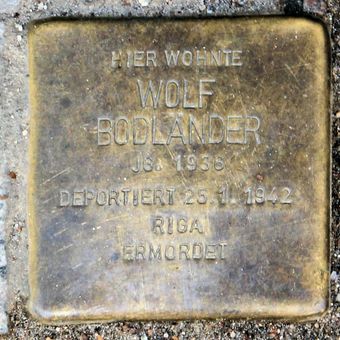 HIER WOHNTE
WOLF
BODLANDER
JG. 1936
DEPORTIERT 25.1.1942
RIGA
ERMORDET